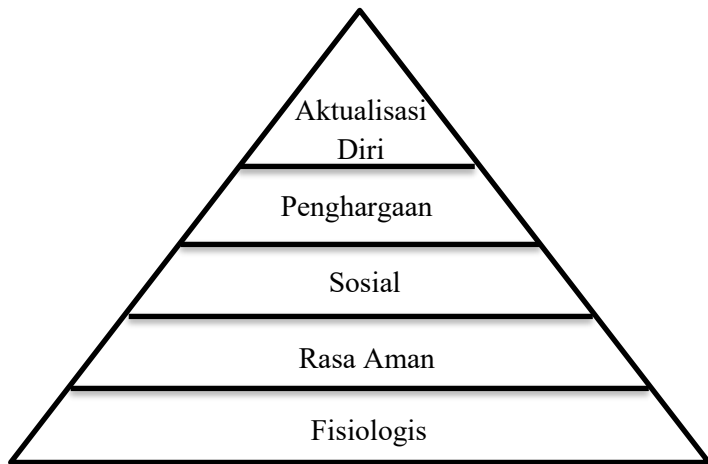 Aktualisasi
Diri
Penghargaan
Sosial
Rasa Aman
Fisiologis